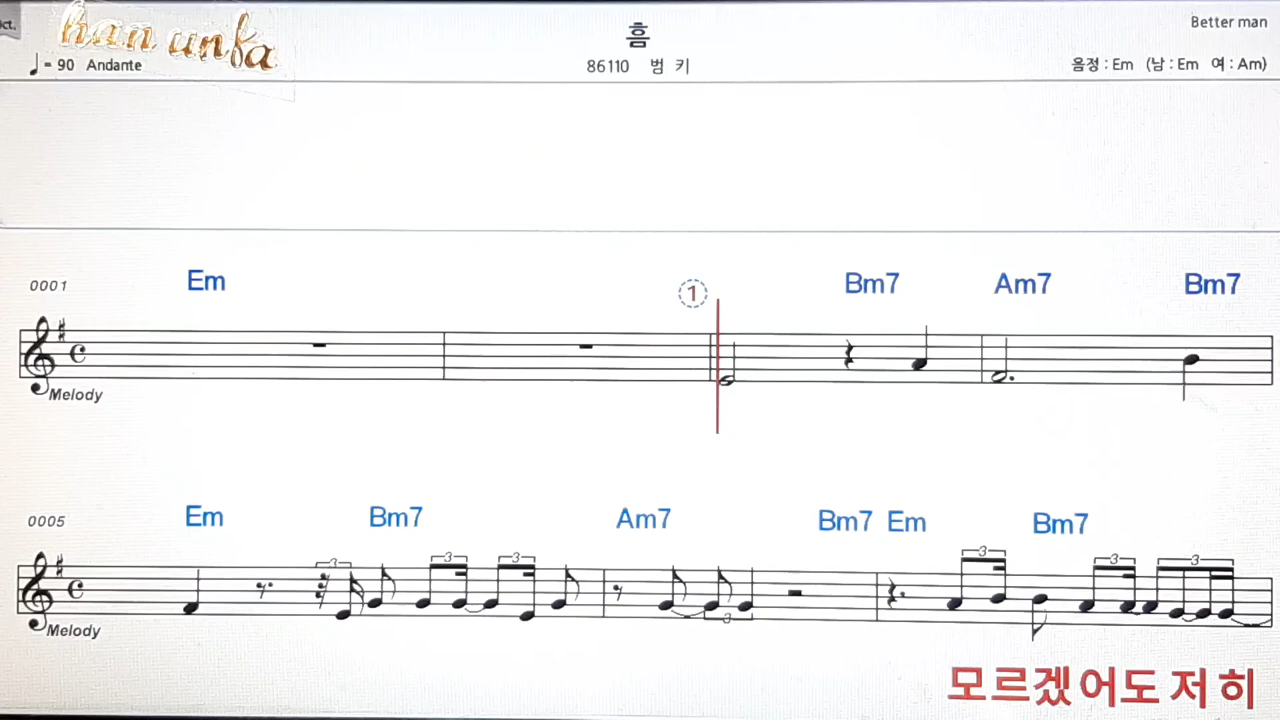 ict.
han unfa
흠
Better man
♩= 90 Andante
86110 범 키
음정 : Em (남 : Em 여 : Am)
0001
Em
1
Bm7
Am7
Bm7
Melody
0005
Em
Bm7
Am7
Bm7
Em
Bm7
3
3
3
3
3
3
3
Melody
모르겠어도 저 히